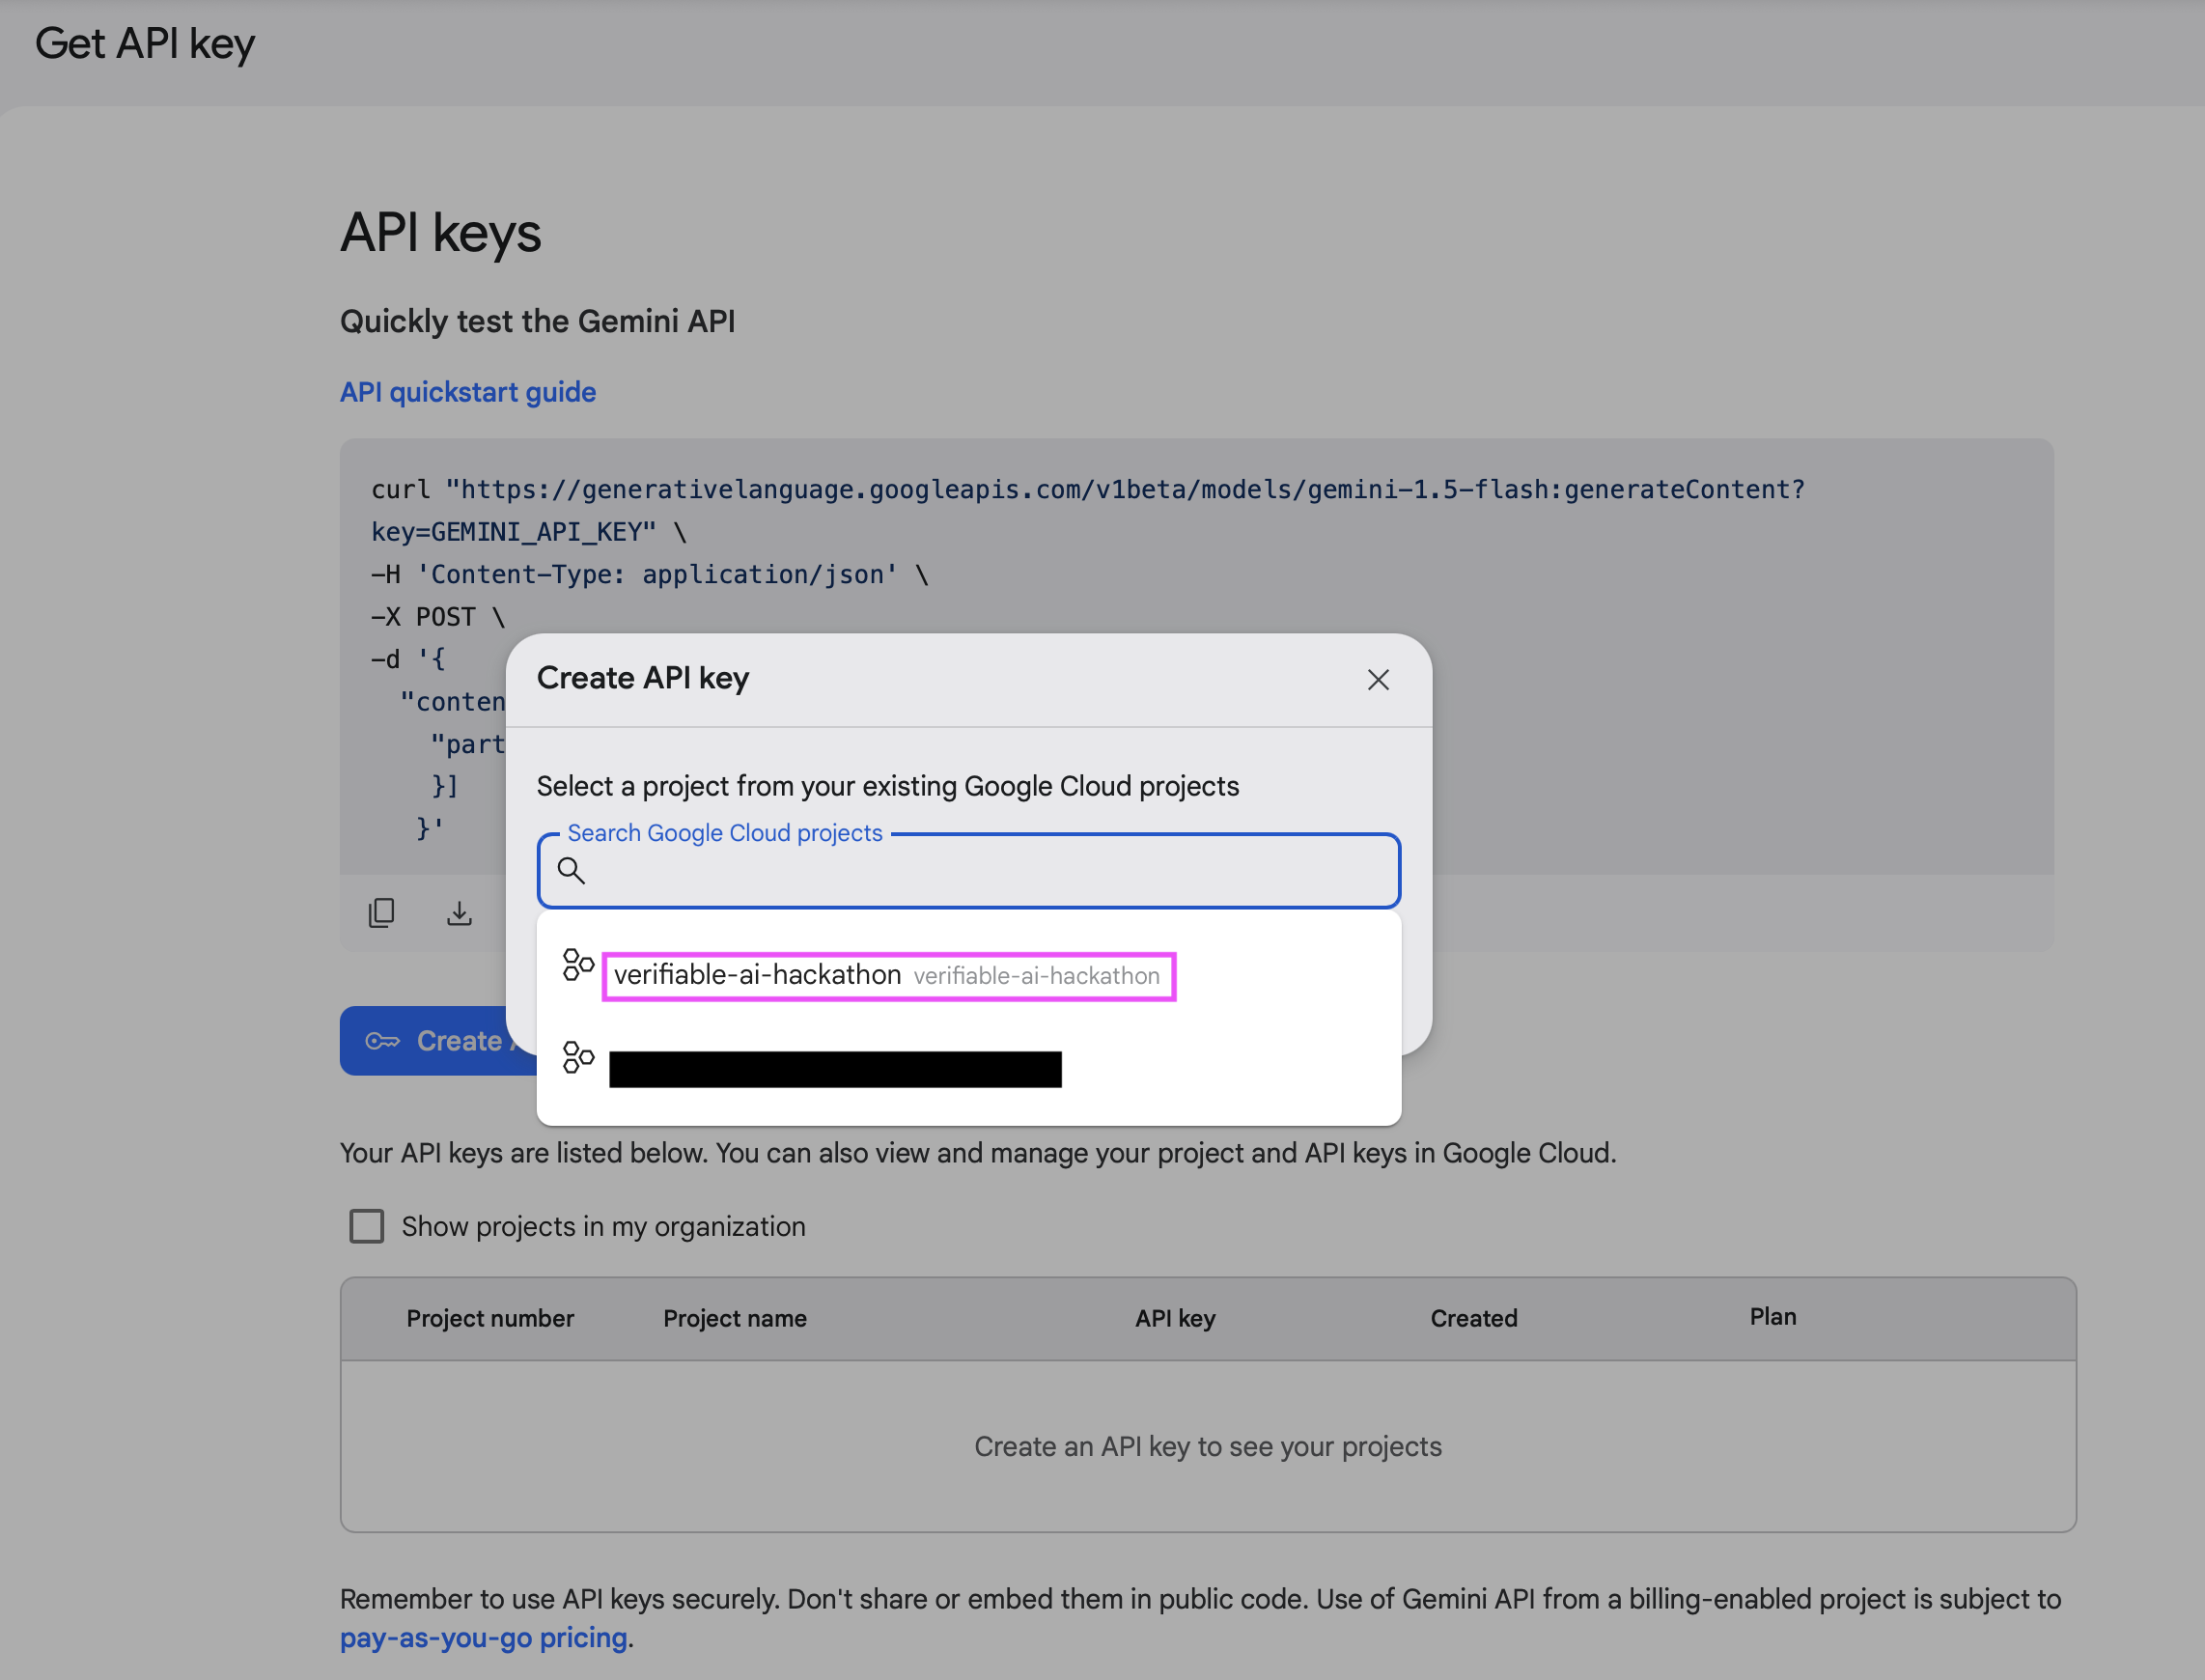 Get API key
API keys
Quickly test the Gemini API
API quickstart guide
curl "https://generativelanguage.googleapis.com/v1beta/models/gemini-1.5-flash:generateContent?
key=GEMINI_API_KEY" \
-H 'Content-Type: application/json' \
-X POST \
-d '{
"conten
"part
}]
}'
Create API key
Select a project from your existing Google Cloud projects
Search Google Cloud projects
verifiable-ai-hackathon verifiable-ai-hackathon
Create
Your API keys are listed below. You can also view and manage your project and API keys in Google Cloud.
Show projects in my organization
Project number Project name API key Created Plan
Create an API key to see your projects
Remember to use API keys securely. Don't share or embed them in public code. Use of Gemini API from a billing-enabled project is subject to
pay-as-you-go pricing.